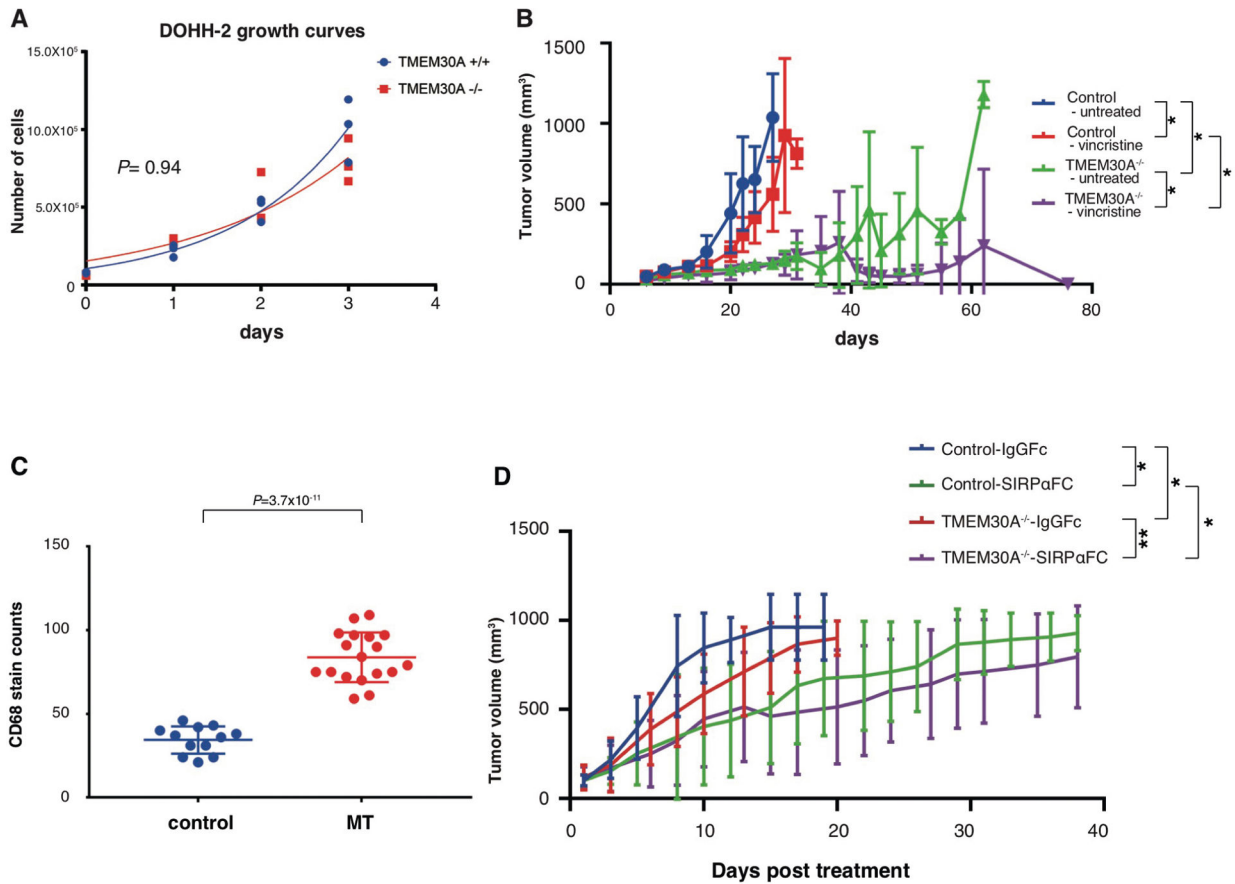 A
DOHH-2 growth curves
TMEM30A +/+
TMEM30A -/-
P= 0.94
Number of cells
15.0X10⁵
10.0X10⁵
5.0X10⁵
0
0
1
2
3
4
days
B
Tumor volume (mm³)
1500
1000
500
0
0
20
40
60
80
days
Control
- untreated
Control
- vincristine
TMEM30A-/-
- untreated
TMEM30A-/-
- vincristine
*
*
*
*
C
P=3.7x10-11
CD68 stain counts
150
100
50
0
control
MT
D
Control-IgGFc
Control-SIRPαFC
TMEM30A-/--IgGFc
TMEM30A-/--SIRPαFC
*
*
**
*
Tumor volume (mm³)
1500
1000
500
0
0
10
20
30
40
Days post treatment